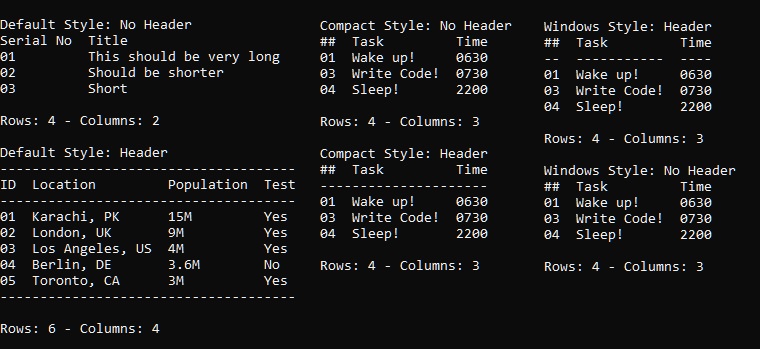 Default Style: No Header
Serial No  Title
01         This should be very long
02         Should be shorter
03         Short
Rows: 4 - Columns: 2
Default Style: Header
-------------------------------------
ID  Location         Population  Test
-------------------------------------
01  Karachi, PK      15M         Yes
02  London, UK       9M          Yes
03  Los Angeles, US  4M          Yes
04  Berlin, DE       3.6M        No
05  Toronto, CA      3M          Yes
-------------------------------------
Rows: 6 - Columns: 4
Compact Style: No Header
##  Task         Time
01  Wake up!     0630
03  Write Code!  0730
04  Sleep!       2200
Rows: 4 - Columns: 3
Compact Style: Header
##  Task         Time
---------------------
01  Wake up!     0630
03  Write Code!  0730
04  Sleep!       2200
Rows: 4 - Columns: 3
Windows Style: Header
##  Task         Time
--  -----------  ----
01  Wake up!     0630
03  Write Code!  0730
04  Sleep!       2200
Rows: 4 - Columns: 3
Windows Style: No Header
##  Task         Time
01  Wake up!     0630
03  Write Code!  0730
04  Sleep!       2200
Rows: 4 - Columns: 3